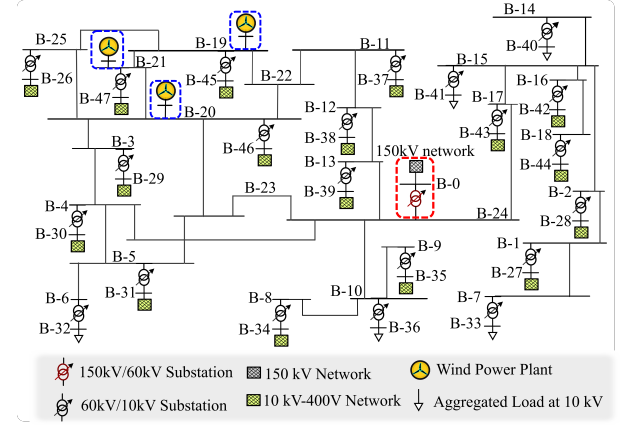 B-14
B-25
B-19
B-11
B-40
B-21
B-15
B-26
B-45
B-22
B-37
B-16
B-47
B-41
B-17
B-42
B-20
B-12
B-18
B-3
B-46
B-38
B-43
B-13
150kV network
B-44
B-29
B-23
B-39
B-0
B-2
B-4
B-24
B-28
B-30
B-9
B-1
B-5
B-35
B-27
B-31
B-6
B-8
B-10
B-7
B-32
B-34
B-36
B-33
150kV/60kV Substation
150 kV Network
Wind Power Plant
60kV/10kV Substation
10 kV-400V Network
Aggregated Load at 10 kV